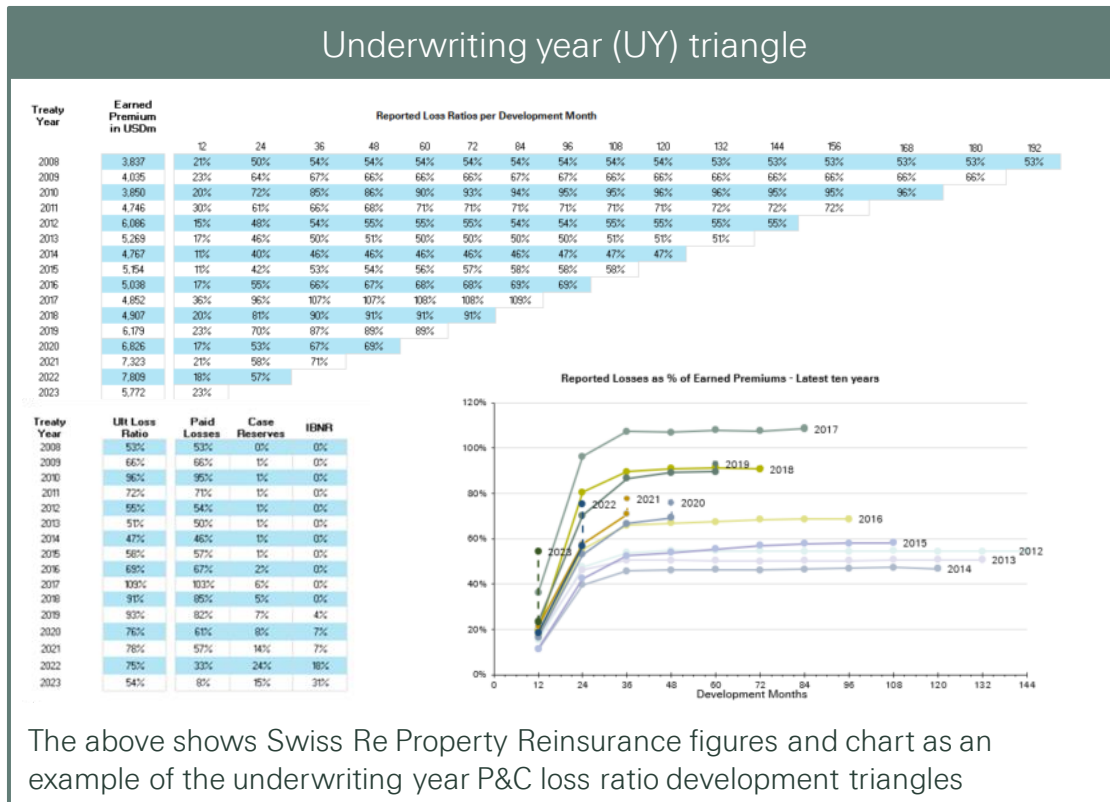 Underwriting year (UY) triangle
Treaty Year Earned Premium in USDm Reported Loss Ratios per Development Month
12 24 36 48 60 72 84 96 108 120 132 144 156 168 180 192
2008 3,837 21% 50% 54% 54% 54% 54% 54% 54% 54% 54% 53% 53% 53% 53% 53% 53%
2009 4,035 23% 64% 67% 66% 66% 66% 67% 67% 66% 66% 66% 66% 66% 66% 66%
2010 3,850 20% 72% 85% 86% 90% 93% 94% 95% 95% 96% 96% 95% 95% 96%
2011 4,746 30% 61% 66% 68% 71% 71% 71% 71% 71% 71% 72% 72% 72%
2012 6,086 15% 48% 54% 55% 55% 55% 54% 54% 55% 55% 55% 55%
2013 5,269 17% 46% 50% 51% 50% 50% 50% 50% 51% 51% 51%
2014 4,767 11% 40% 46% 46% 46% 46% 46% 47% 47% 47%
2015 5,154 11% 42% 53% 54% 56% 57% 58% 58% 58%
2016 5,038 17% 55% 66% 67% 68% 68% 69% 69%
2017 4,852 36% 96% 107% 107% 108% 108% 109%
2018 4,907 20% 81% 90% 91% 91% 91%
2019 6,179 23% 70% 87% 89% 89%
2020 6,826 17% 53% 67% 69%
2021 7,323 21% 58% 71%
2022 7,809 18% 57%
2023 5,772 23%
Treaty Year Ult Loss Ratio Paid Losses Case Reserves IBNR
2008 53% 53% 0% 0%
2009 66% 66% 1% 0%
2010 96% 95% 1% 0%
2011 72% 71% 1% 0%
2012 55% 54% 1% 0%
2013 51% 50% 1% 0%
2014 47% 46% 1% 0%
2015 58% 57% 1% 0%
2016 69% 67% 2% 0%
2017 109% 103% 6% 0%
2018 91% 85% 5% 0%
2019 93% 82% 7% 4%
2020 76% 61% 8% 7%
2021 78% 57% 14% 7%
2022 75% 33% 24% 18%
2023 54% 8% 15% 31%
Reported Losses as % of Earned Premiums - Latest ten years
120%
100%
80%
60%
40%
20%
0%
2017
2019
2018
2022
2021
2020
2016
2023
2015
2012
2013
2014
0 12 24 36 48 60 72 84 96 108 120 132 144
Development Months
The above shows Swiss Re Property Reinsurance figures and chart as an
example of the underwriting year P&C loss ratio development triangles